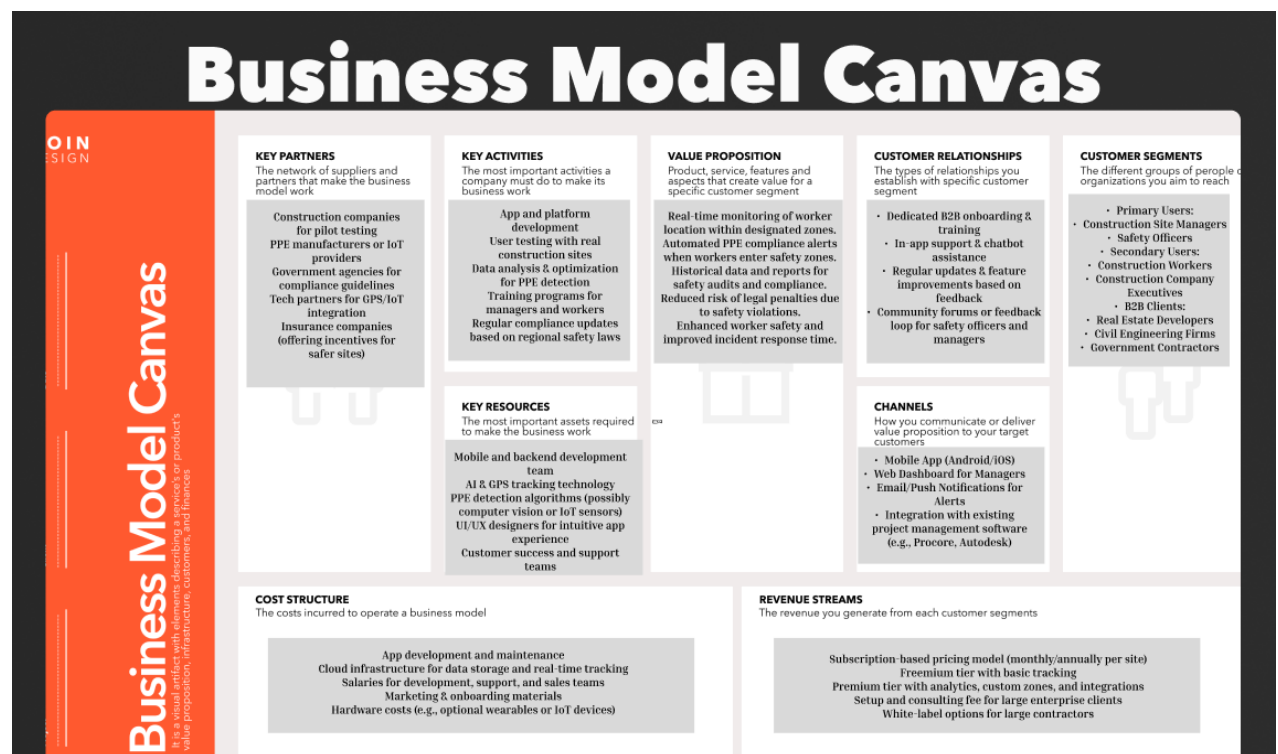 Business Model Canvas
OIN
ESIGN
Business Model Canvas
It is a visual artifact with elements describing a service's or product's
value proposition, infrastructure, customers, and finances
KEY PARTNERS
The network of suppliers and
partners that make the business
model work
Construction companies
for pilot testing
PPE manufacturers or IoT
providers
Government agencies for
compliance guidelines
Tech partners for GPS/IoT
integration
Insurance companies
(offering incentives for
safer sites)
KEY ACTIVITIES
The most important activities a
company must do to make its
business work
App and platform
development
User testing with real
construction sites
Data analysis & optimization
for PPE detection
Training programs for
managers and workers
Regular compliance updates
based on regional safety laws
KEY RESOURCES
The most important assets required
to make the business work
Mobile and backend development
team
AI & GPS tracking technology
PPE detection algorithms (possibly
computer vision or IoT sensors)
UI/UX designers for intuitive app
experience
Customer success and support
teams
VALUE PROPOSITION
Product, service, features and
aspects that create value for a
specific customer segment
Real-time monitoring of worker
location within designated zones.
Automated PPE compliance alerts
when workers enter safety zones.
Historical data and reports for
safety audits and compliance.
Reduced risk of legal penalties due
to safety violations.
Enhanced worker safety and
improved incident response time.
CUSTOMER RELATIONSHIPS
The types of relationships you
establish with specific customer
segment
• Dedicated B2B onboarding &
training
• In-app support & chatbot
assistance
• Regular updates & feature
improvements based on
feedback
• Community forums or feedback
loop for safety officers and
managers
CHANNELS
How you communicate or deliver
value proposition to your target
customers
• Mobile App (Android/iOS)
• Web Dashboard for Managers
• Email/Push Notifications for
Alerts
• Integration with existing
project management software
(e.g., Procore, Autodesk)
CUSTOMER SEGMENTS
The different groups of perople o
organizations you aim to reach
• Primary Users:
• Construction Site Managers
• Safety Officers
• Secondary Users:
• Construction Workers
• Construction Company
Executives
• B2B Clients:
• Real Estate Developers
• Civil Engineering Firms
• Government Contractors
COST STRUCTURE
The costs incurred to operate a business model
App development and maintenance
Cloud infrastructure for data storage and real-time tracking
Salaries for development, support, and sales teams
Marketing & onboarding materials
Hardware costs (e.g., optional wearables or IoT devices)
REVENUE STREAMS
The revenue you generate from each customer segments
Subscription-based pricing model (monthly/annually per site)
Freemium tier with basic tracking
Premium tier with analytics, custom zones, and integrations
Setup and consulting fee for large enterprise clients
White-label options for large contractors